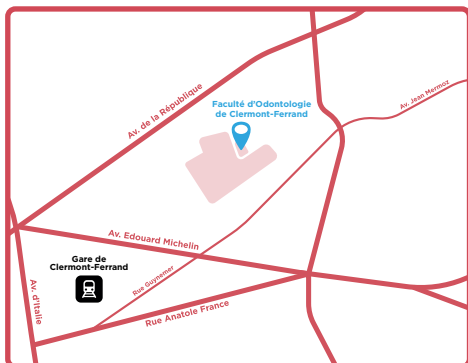 Av. de la République
Faculté d'Odontologie
de Clermont-Ferrand
Av. Jean Mermoz
Av. Edouard Michelin
Gare de
Clermont-Ferrand
Rue Guynemer
Av. d'Italie
Rue Anatole France